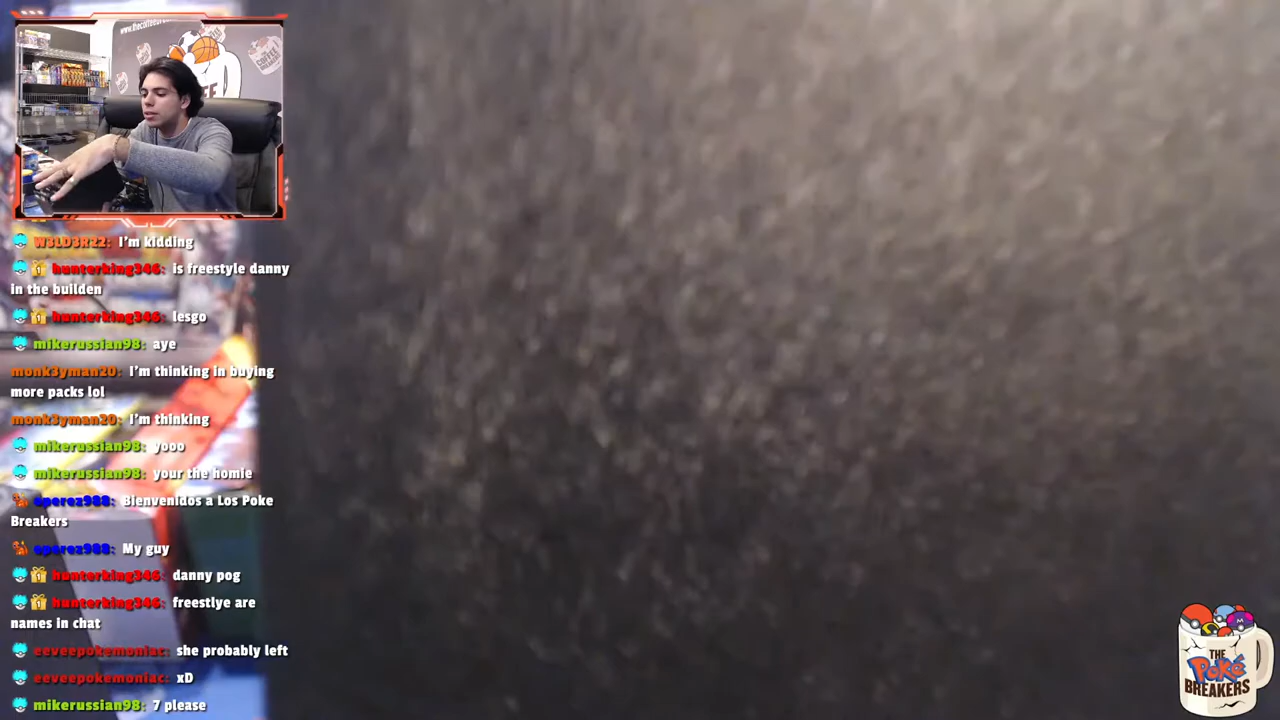 www.thecoffee
W3LD3R22: I'm kidding
hunterking346: is freestyle danny
in the builden
hunterking346: lesgo
mikerussian98: aye
monk3yman20: I'm thinking in buying
more packs lol
monk3yman20: I'm thinking
mikerussian98: yooo
mikerussian98: your the homie
eperez988: Bienvenidos a Los Poke
Breakers
eperez988: My guy
hunterking346: danny pog
hunterking346: freestlye are
names in chat
eeveepokemoniac: she probably left
eeveepokemoniac: xD
mikerussian98: 7 please
THE
Poké
BREAKERS